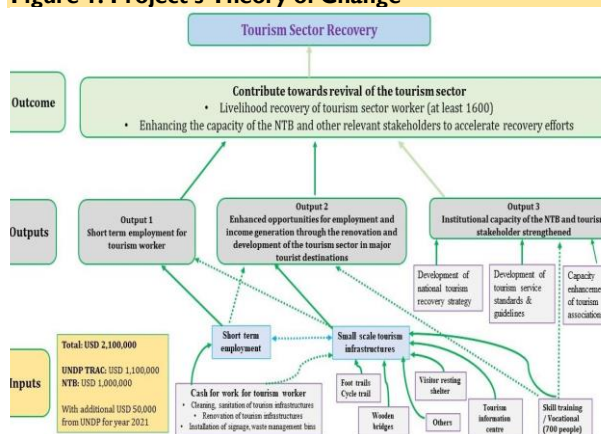 Figure 1: Project's Theory of Change
Tourism Sector Recovery
Outcome
Contribute towards revival of the tourism sector
• Livelihood recovery of tourism sector worker (at least 1600)
• Enhancing the capacity of the NTB and other relevant stakeholders to accelerate recovery efforts
Outputs
Output 1
Short term employment for
tourism worker
Output 2
Enhanced opportunities for employment and
income generation through the renovation and
development of the tourism sector in major
tourist destinations
Output 3
Institutional capacity of the NTB and tourism
stakeholder strengthened
Development of
national tourism
recovery strategy
Development of
tourism service
standards &
guidelines
Capacity
enhancement
of tourism
association
Inputs
Total: USD 2,100,000
UNDP TRAC: USD 1,100,000
NTB: USD 1,000,000
With additional USD 50,000
from UNDP for year 2021
Short term
employment
Small scale tourism
infrastructures
Cash for work for tourism worker
• Cleaning, sanitation of tourism infrastructures
• Renovation of tourism infrastructures
• Installation of signage, waste management bins
Foot trails
Cycle trail
Wooden
bridges
Visitor resting
shelter
Others
Tourism
information
centre
Skill training
/ Vocational
(700 people)